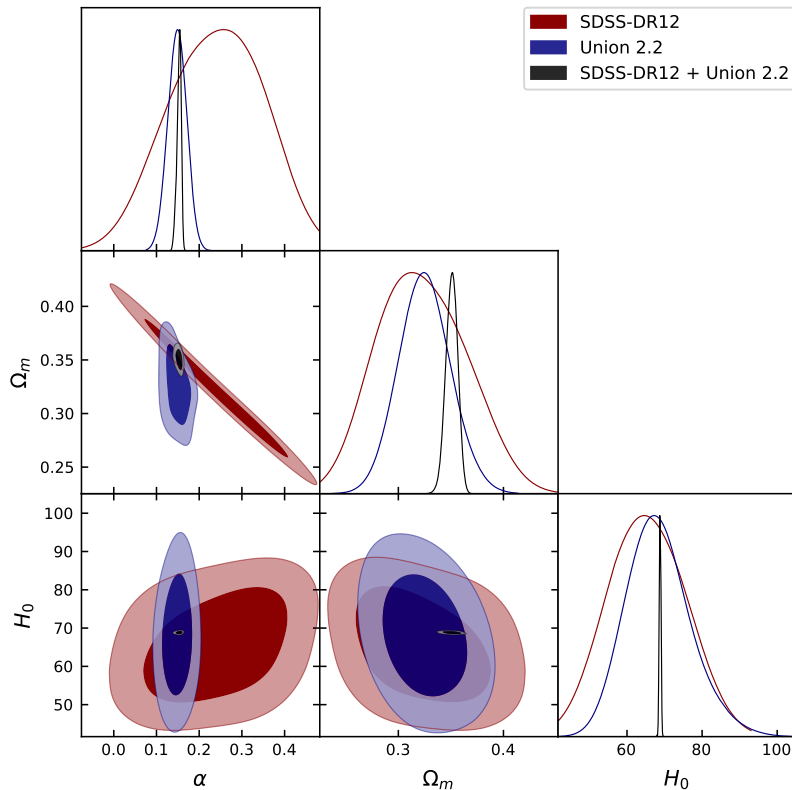 SDSS-DR12
Union 2.2
SDSS-DR12 + Union 2.2
0.40
0.35
0.30
0.25
Ω_m
100
90
80
70
60
50
H_0
0.0 0.1 0.2 0.3 0.4
0.3 0.4
60 80 100
α Ω_m H_0